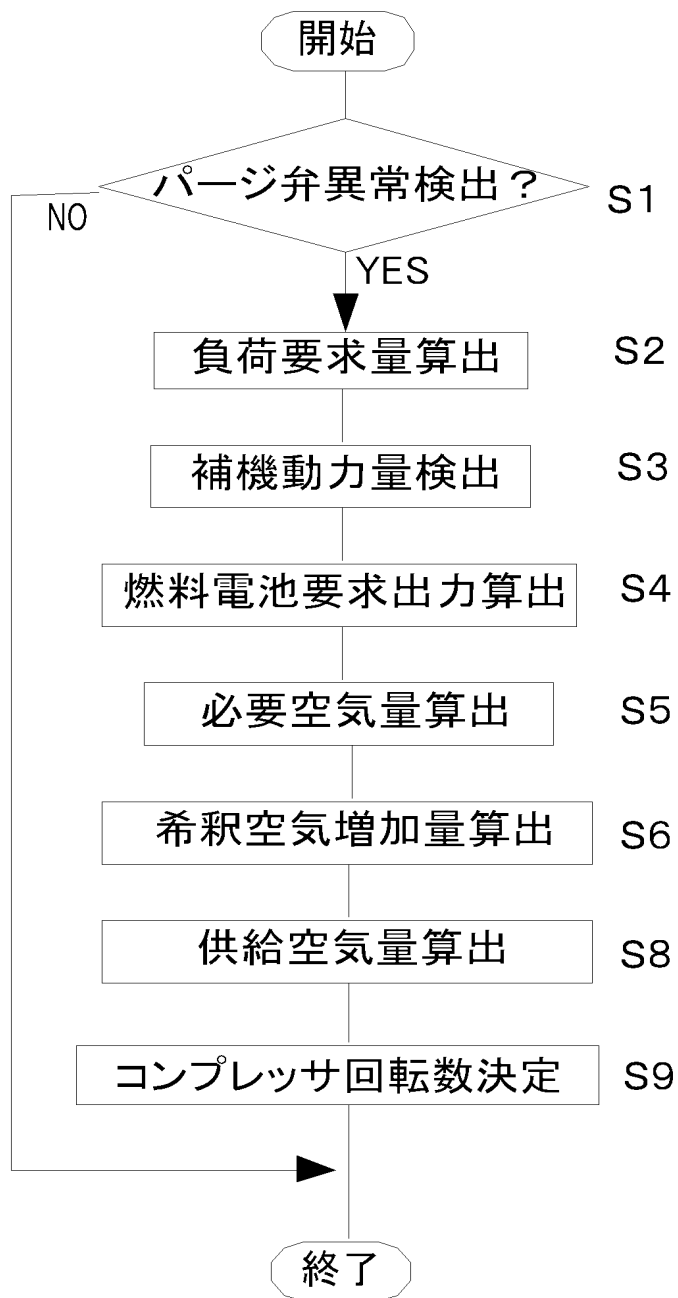 開始
パージ弁異常検出？ S1
NO
YES
負荷要求量算出 S2
補機動力量検出 S3
燃料電池要求出力算出 S4
必要空気量算出 S5
希釈空気増加量算出 S6
供給空気量算出 S8
コンプレッサ回転数決定 S9
終了